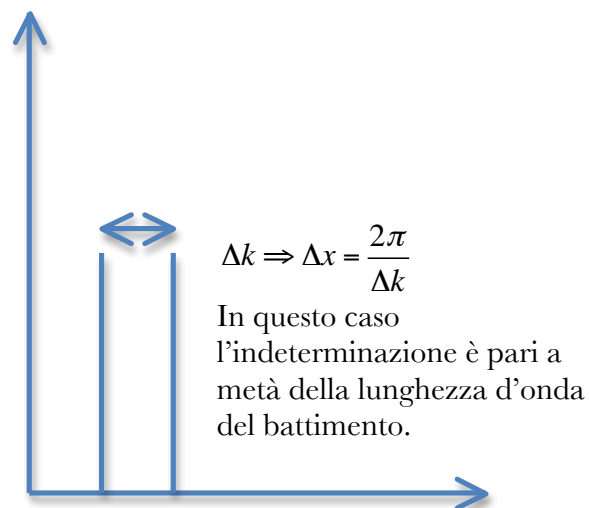 Δk ⇒ Δx = 2π/Δk
In questo caso
l'indeterminazione è pari a
metà della lunghezza d'onda
del battimento.